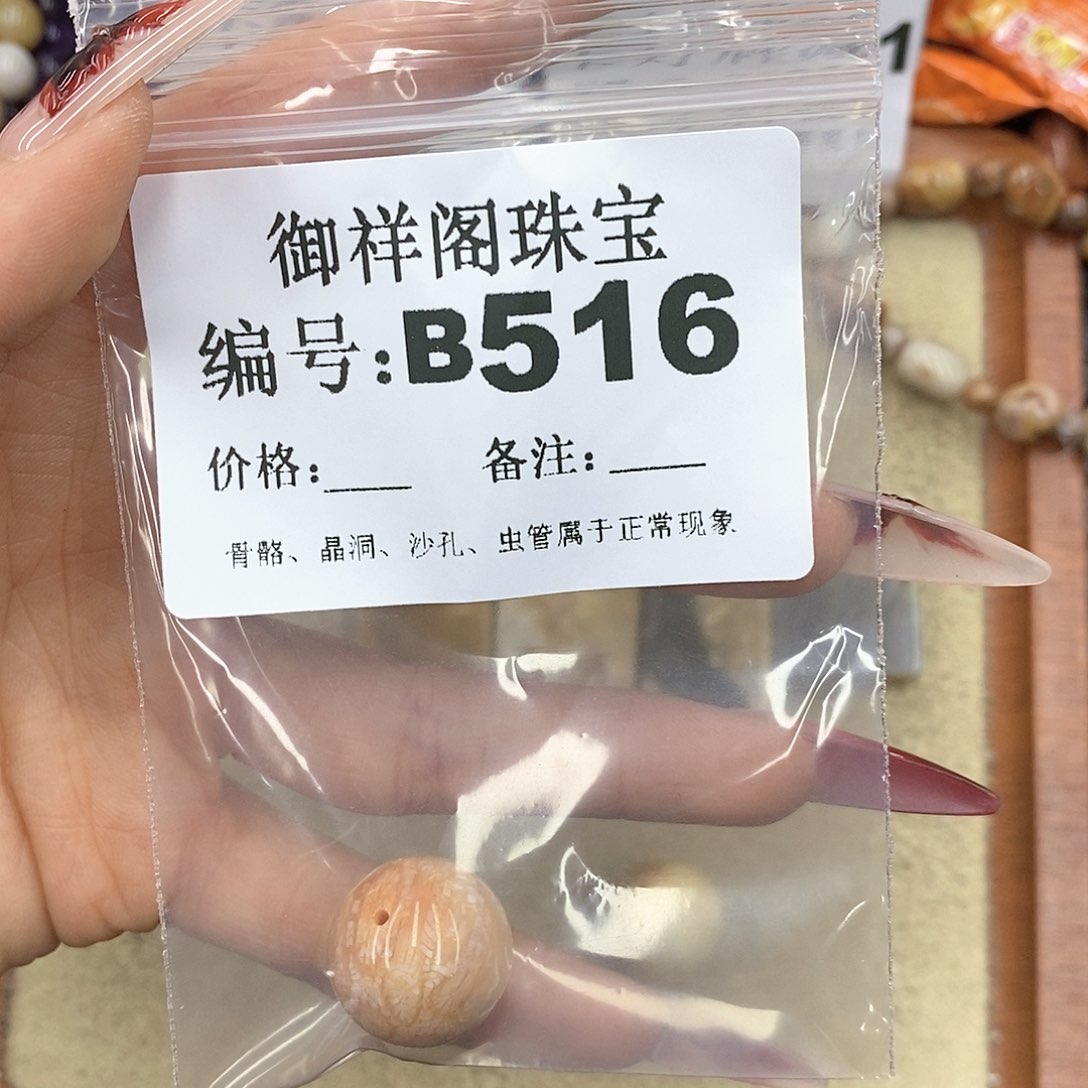 御祥阁珠宝
编号:B516
价格:___ 备注:____
骨骼、晶洞、沙孔、虫管属于正常现象
1